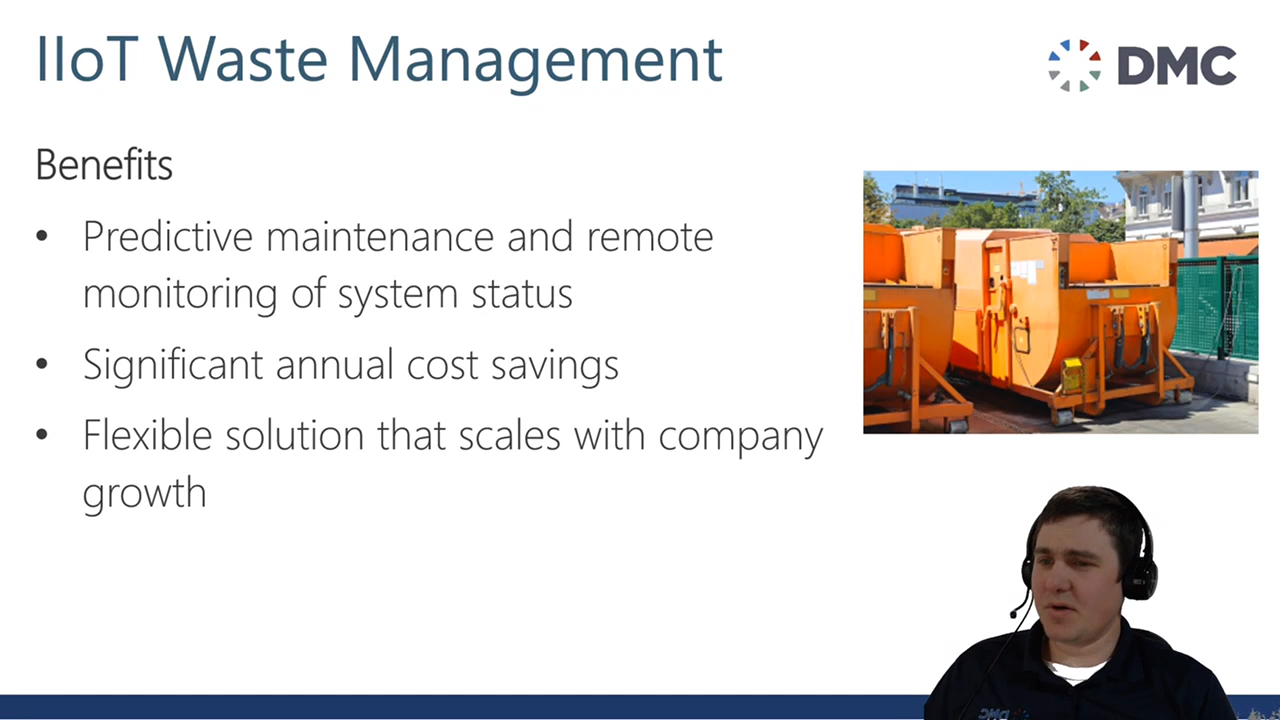 IIoT Waste Management
DMC
Benefits
• Predictive maintenance and remote
monitoring of system status
• Significant annual cost savings
• Flexible solution that scales with company
growth
DMC